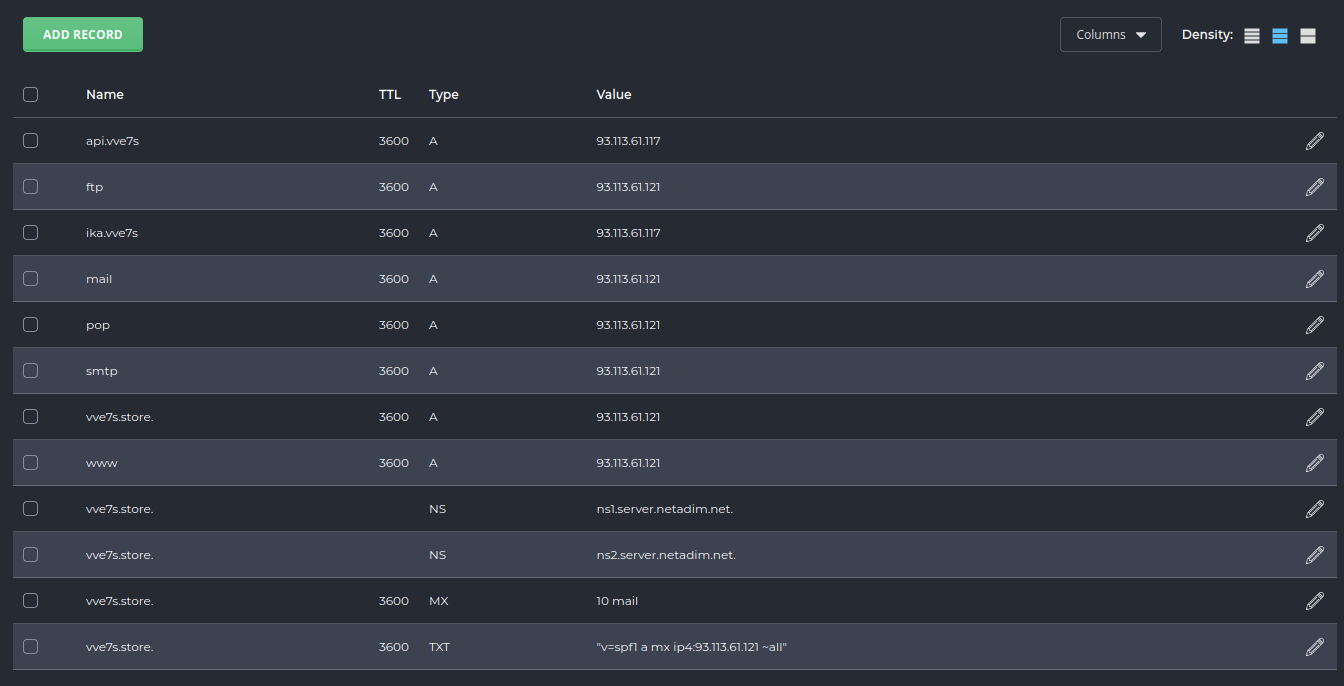 ADD RECORD Columns Density:
Name TTL Type Value
api.vve7s 3600 A 93.113.61.117
ftp 3600 A 93.113.61.121
ika.vve7s 3600 A 93.113.61.117
mail 3600 A 93.113.61.121
pop 3600 A 93.113.61.121
smtp 3600 A 93.113.61.121
vve7s.store. 3600 A 93.113.61.121
www 3600 A 93.113.61.121
vve7s.store. NS ns1.server.netadim.net.
vve7s.store. NS ns2.server.netadim.net.
vve7s.store. 3600 MX 10 mail
vve7s.store. 3600 TXT "v=spf1 a mx ip4:93.113.61.121 ~all"